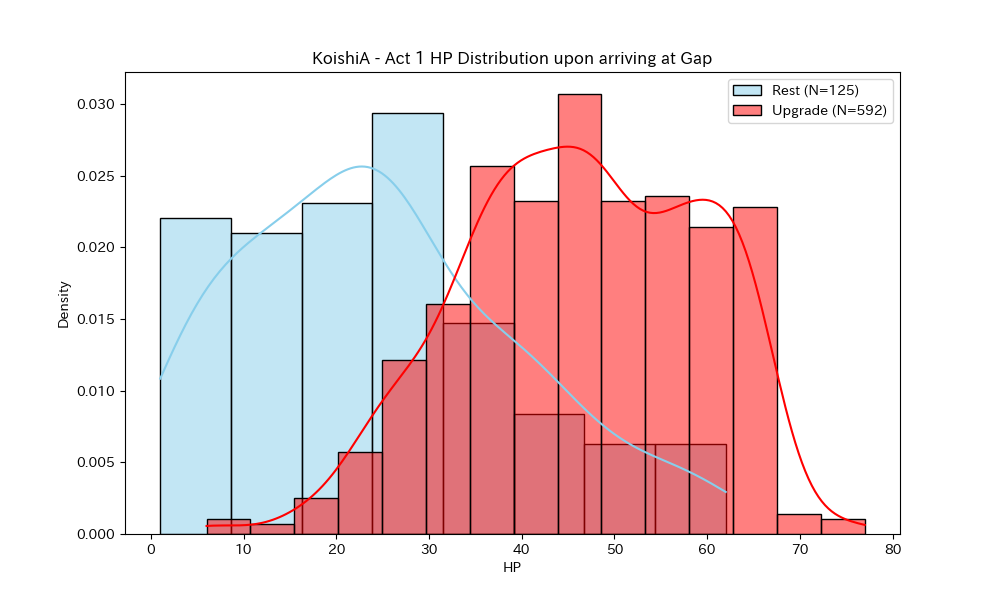 KoishiA - Act 1 HP Distribution upon arriving at Gap
Rest (N=125)
Upgrade (N=592)
Density
0.030
0.025
0.020
0.015
0.010
0.005
0.000
0 10 20 30 40 50 60 70 80
HP